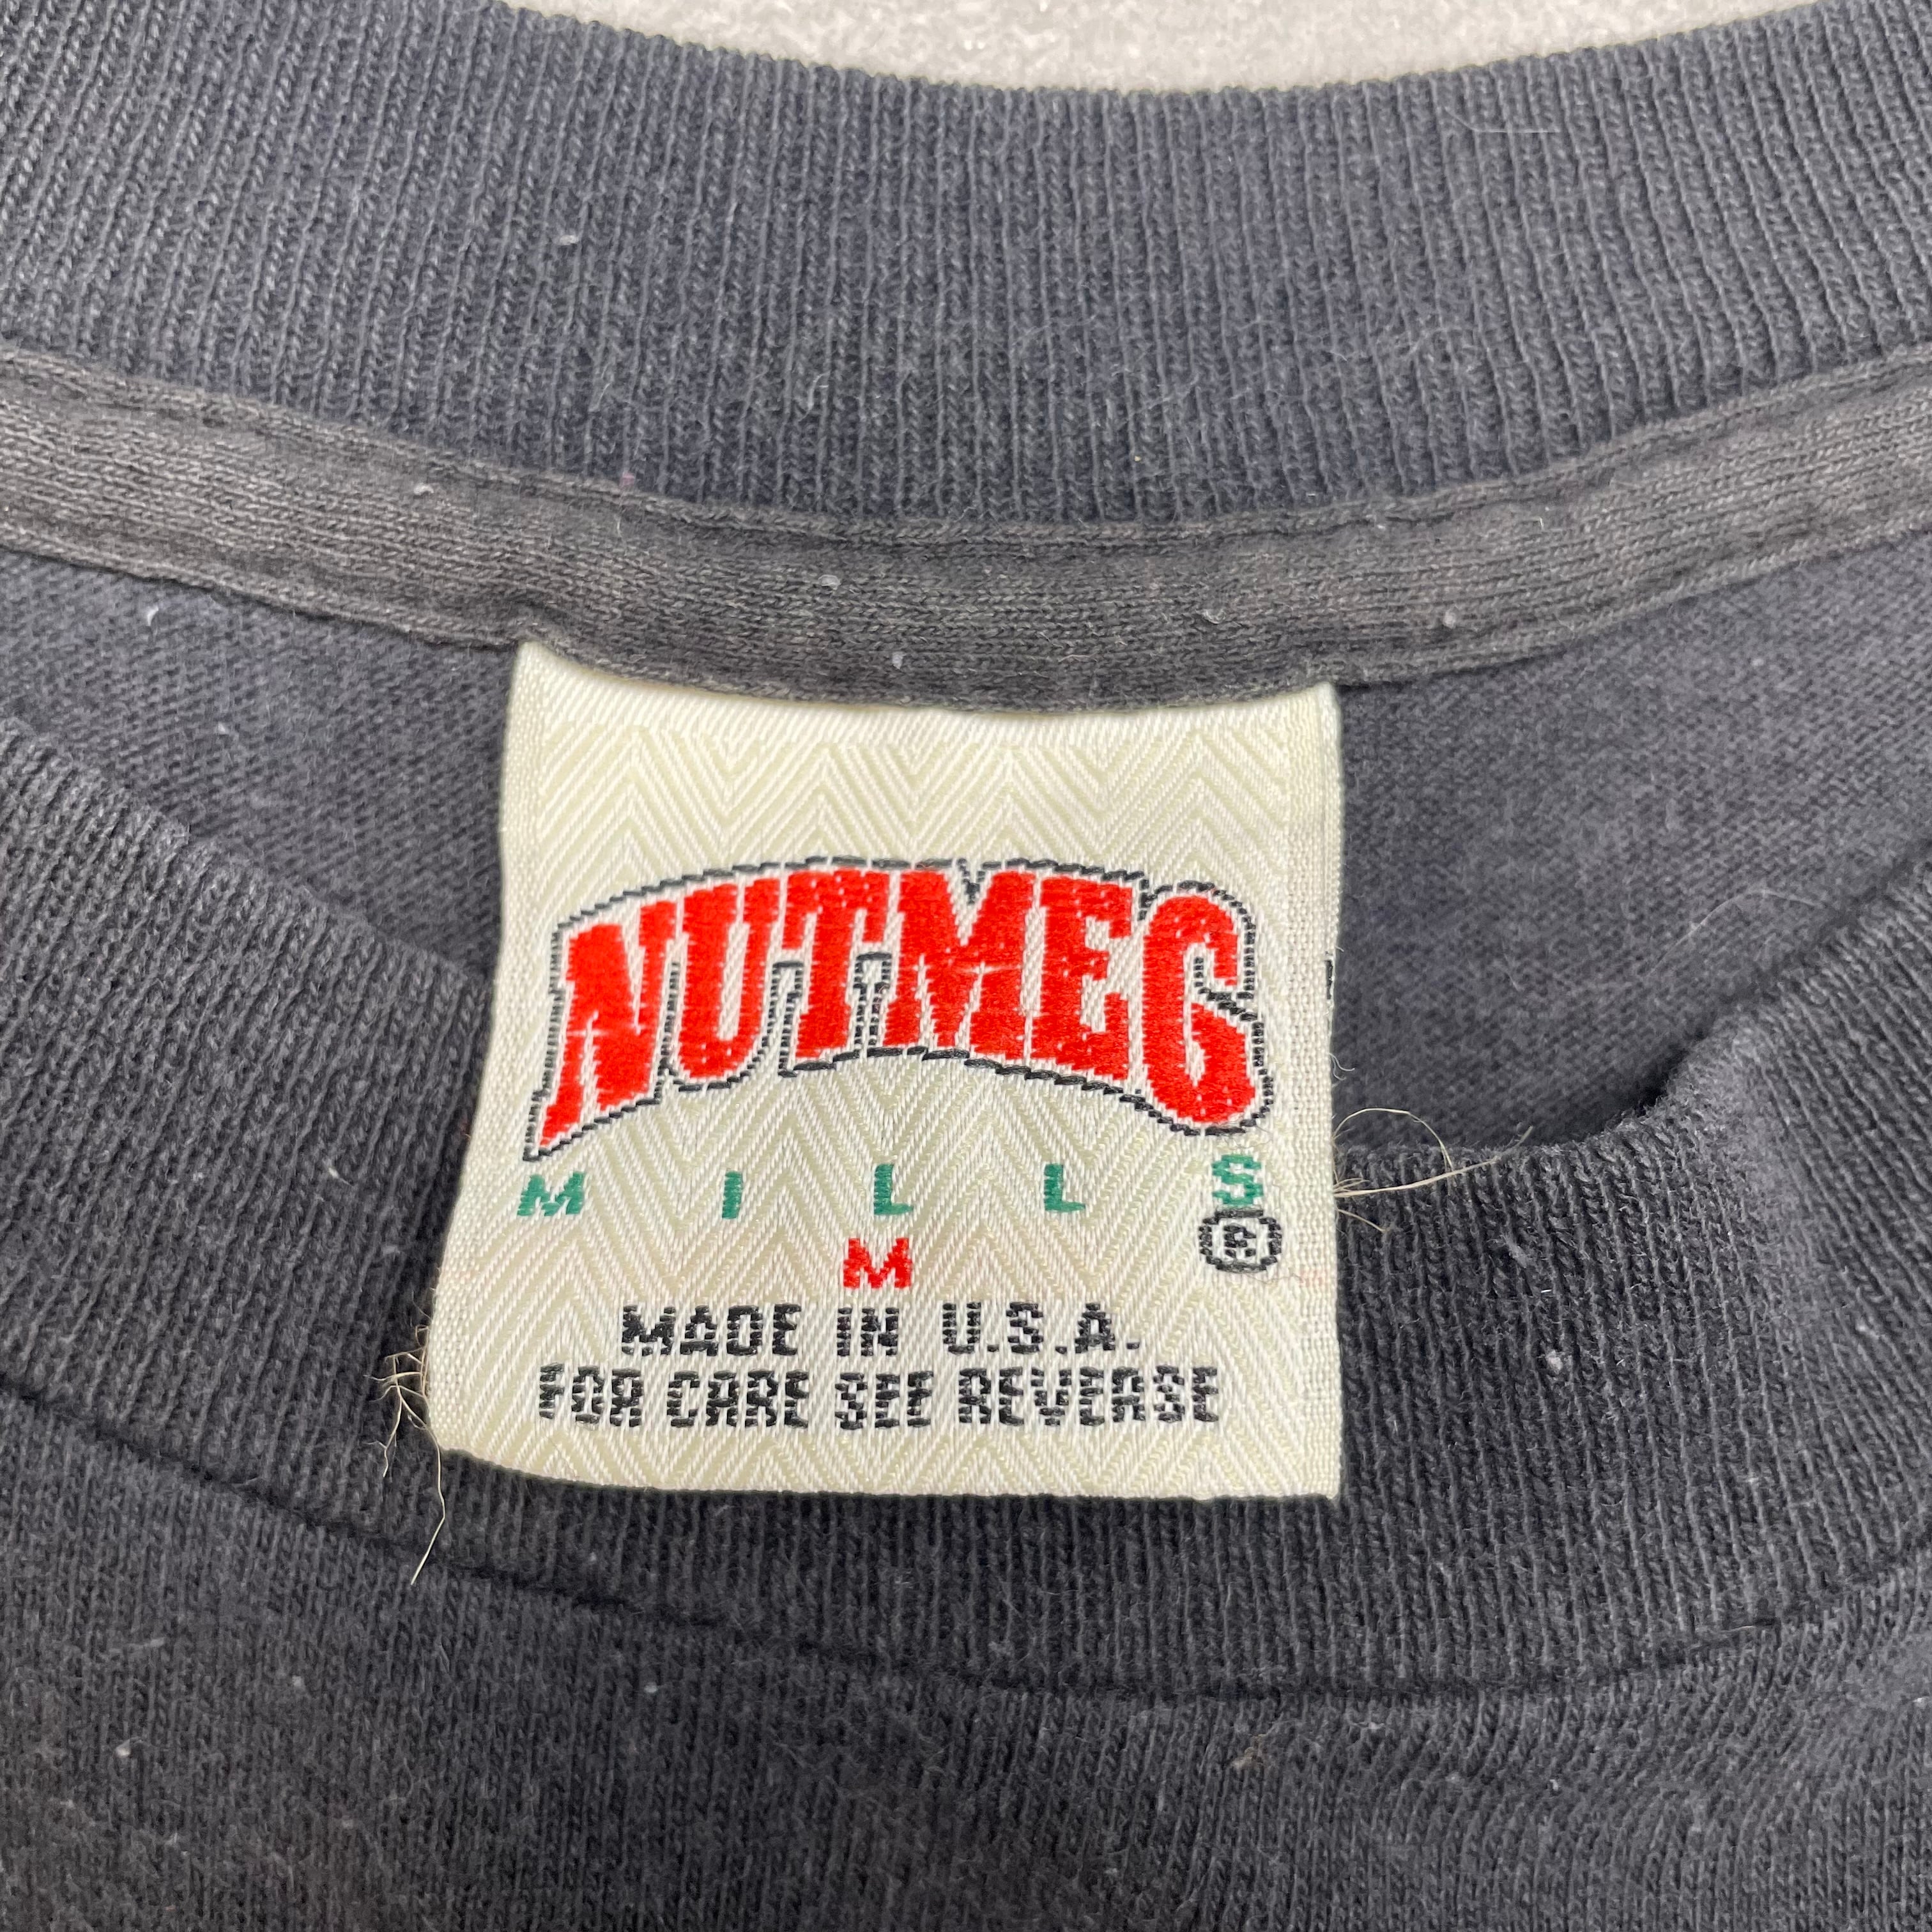 NUTMEG
MILLS
®
M
MADE IN U.S.A.
FOR CARE SEE REVERSE